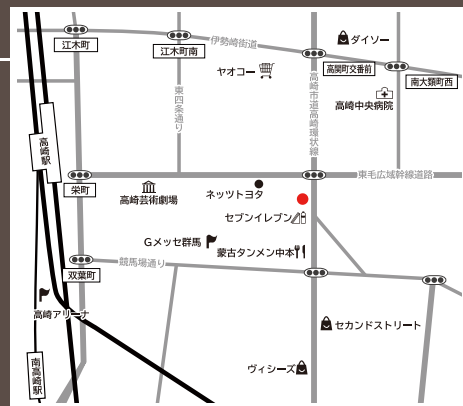 江木町
江木町南
伊勢崎街道
ダイソー
高関町交番前
南大類町西
ヤオコー
高崎中央病院
東四条通り
高崎市道高崎環状線
高崎駅
栄町
高崎芸術劇場
ネッツトヨタ
東毛広域幹線道路
セブンイレブン
Gメッセ群馬
蒙古タンメン中本
競馬場通り
双葉町
高崎アリーナ
セカンドストリート
南高崎駅
ヴィシーズ